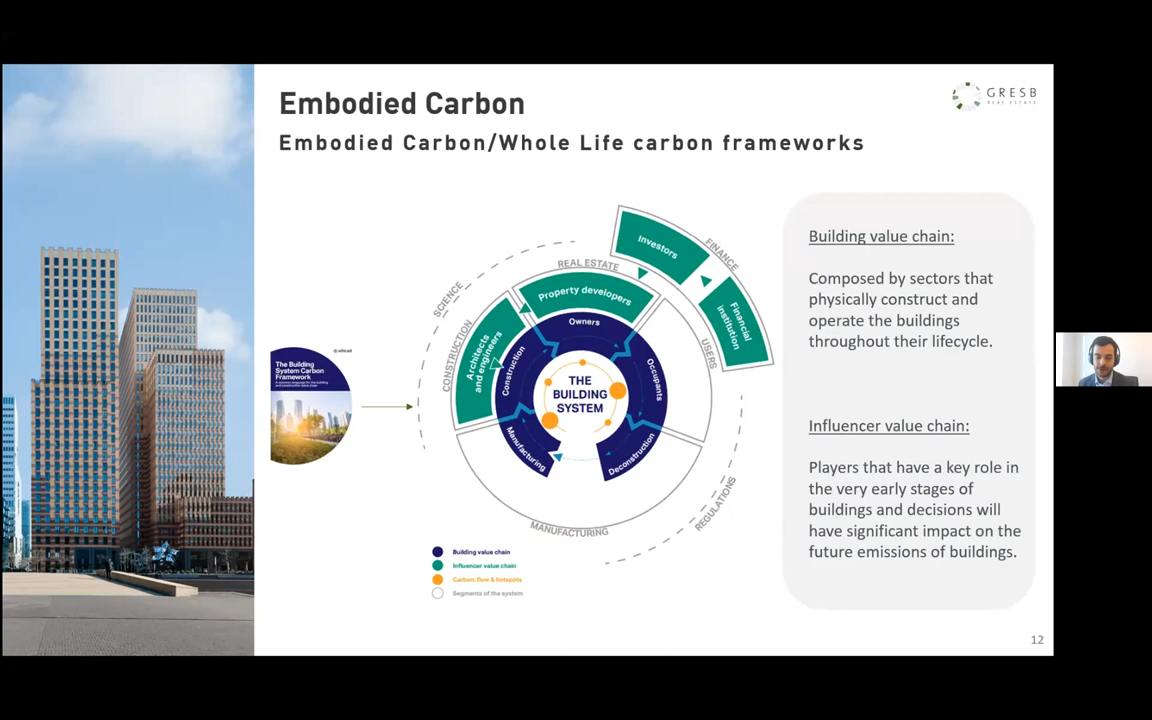 Embodied Carbon
Embodied Carbon/Whole Life carbon frameworks
GRESB
REAL ESTATE
The Building
System Carbon
Framework
SCIENCE
CONSTRUCTION
REAL ESTATE
FINANCE
USERS
MANUFACTURING
REGULATIONS
Investors
Financial
institution
Property developers
Architects
and engineers
Owners
Construction
Occupants
Manufacturing
Deconstruction
THE
BUILDING
SYSTEM
Building value chain
Influencer value chain
Carbon: flow & hotspots
Segments of the system
Building value chain:
Composed by sectors that
physically construct and
operate the buildings
throughout their lifecycle.
Influencer value chain:
Players that have a key role in
the very early stages of
buildings and decisions will
have significant impact on the
future emissions of buildings.
12